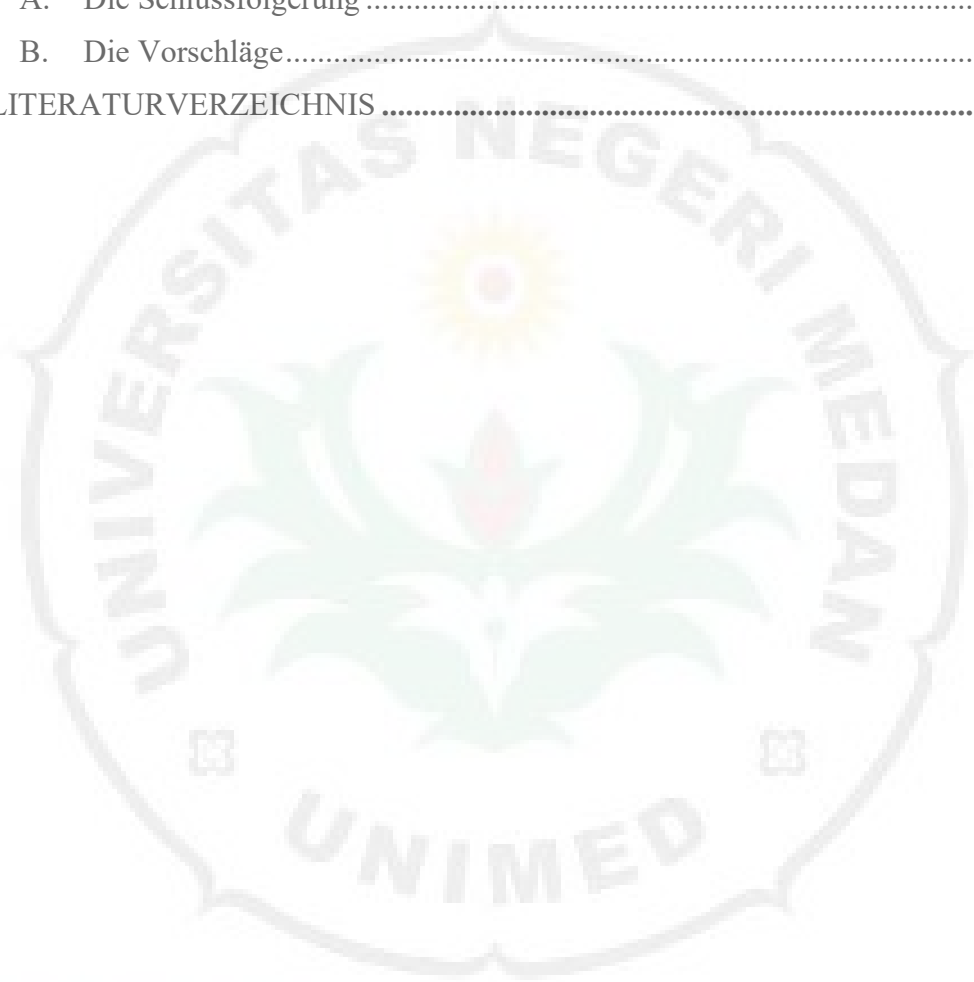 A. Die Schlussfolgerung ........................................................................
B. Die Vorschläge ........................................................................
LITERATURVERZEICHNIS ........................................................................
UNIVERSITAS NEGERI MEDAN
UNIMED